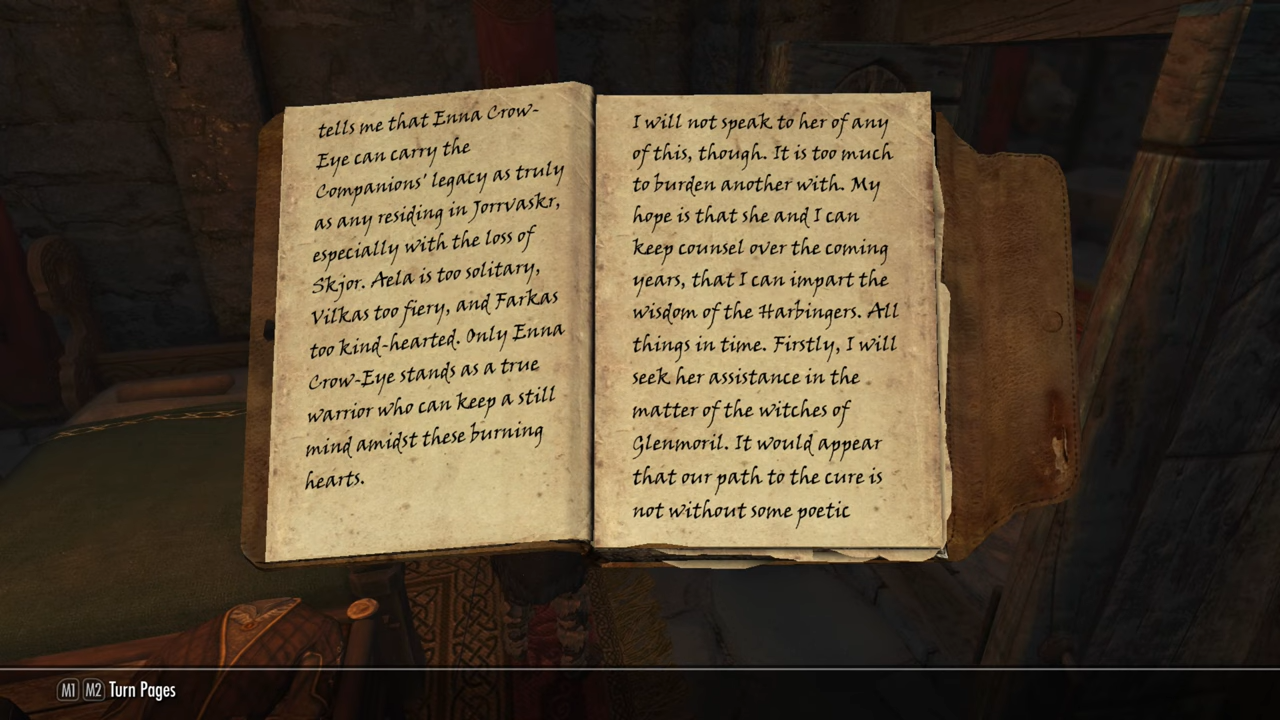 tells me that Enna Crow-
Eye can carry the
Companions' legacy as truly
as any residing in Jorrvaskr,
especially with the loss of
Skjor. Aela is too solitary,
Vilkas too fiery, and Farkas
too kind-hearted. Only Enna
Crow-Eye stands as a true
warrior who can keep a still
mind amidst these burning
hearts.
I will not speak to her of any
of this, though. It is too much
to burden another with. My
hope is that she and I can
keep counsel over the coming
years, that I can impart the
wisdom of the Harbingers. All
things in time. Firstly, I will
seek her assistance in the
matter of the witches of
Glenmoril. It would appear
that our path to the cure is
not without some poetic
M1 M2 Turn Pages